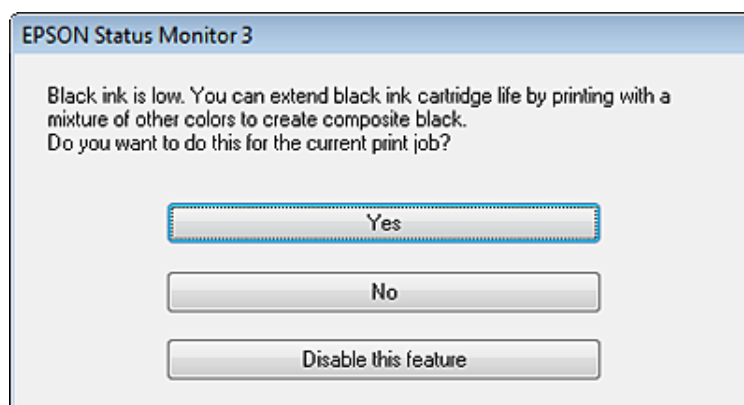 EPSON Status Monitor 3
Black ink is low. You can extend black ink cartridge life by printing with a
mixture of other colors to create composite black.
Do you want to do this for the current print job?
Yes
No
Disable this feature